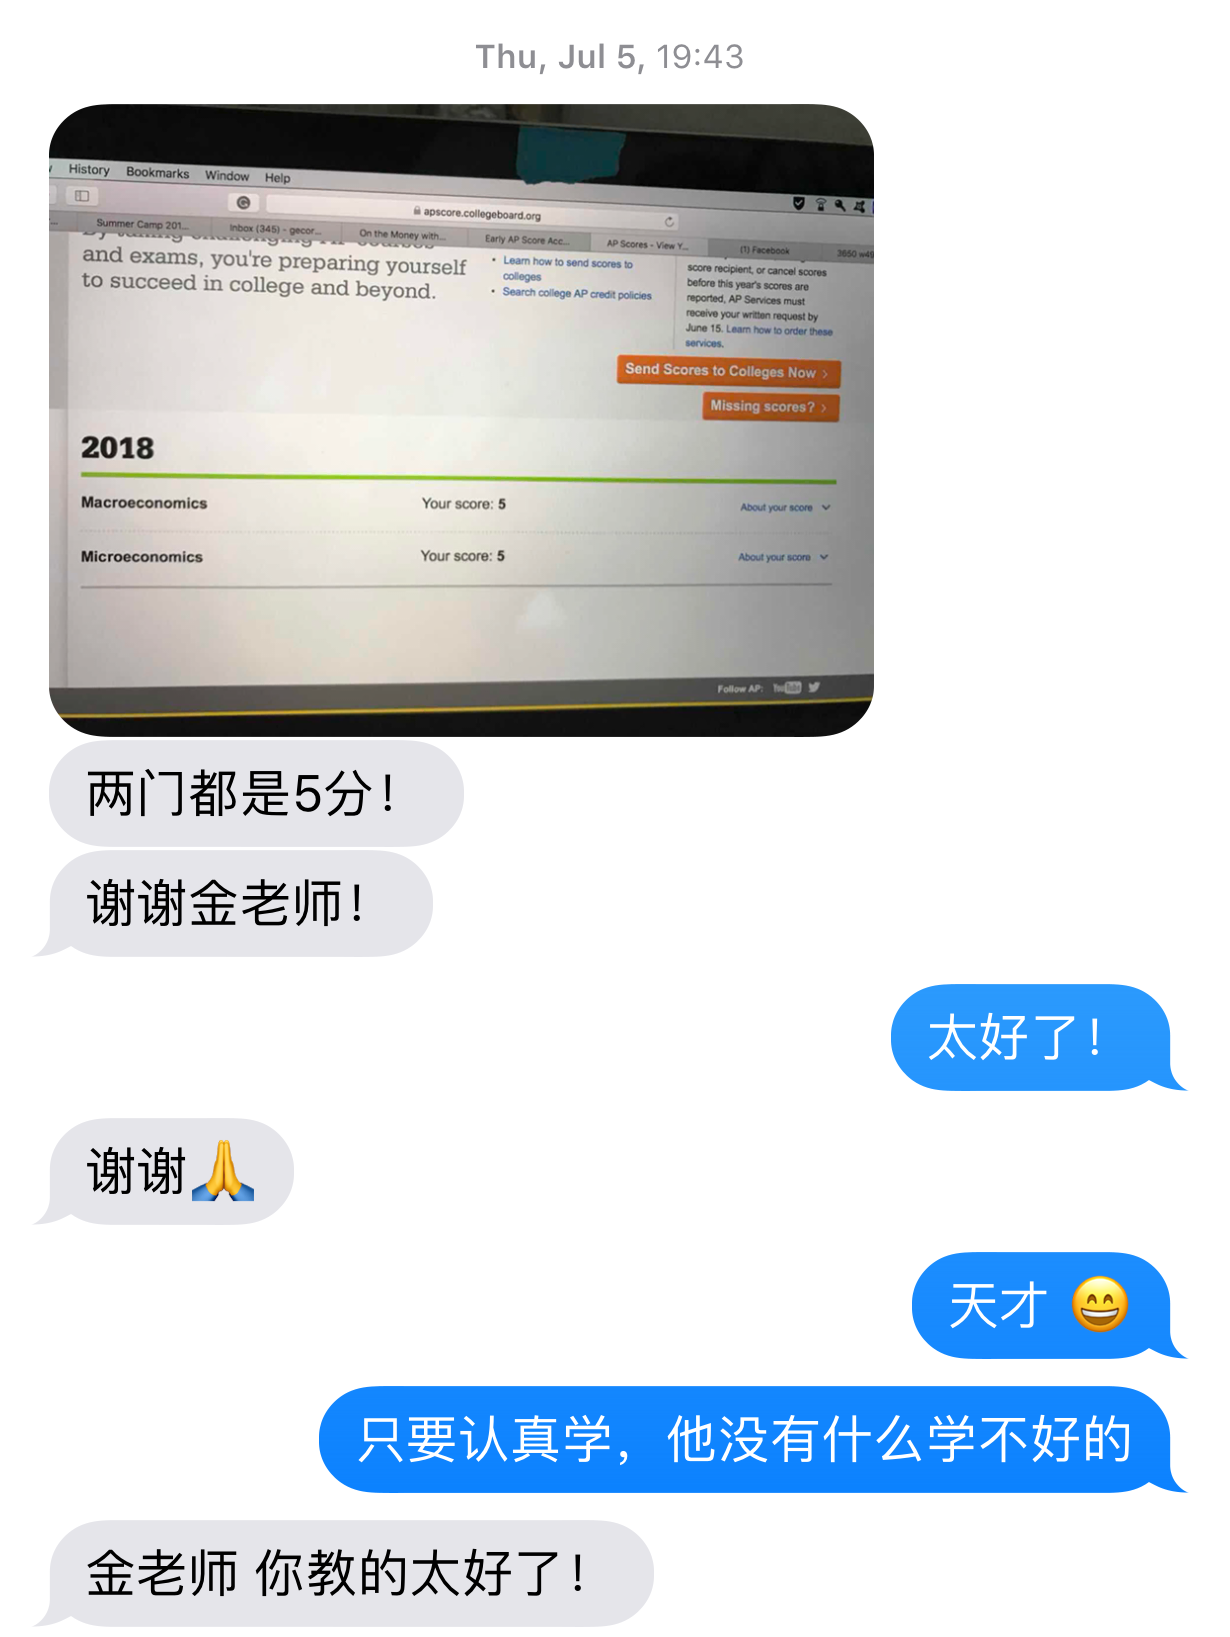 Thu, Jul 5, 19:43
History Bookmarks Window Help
apscore.collegeboard.org
Summer Camp 201... Inbox (345) - gecor... On the Money with... Early AP Score Acc... AP Scores - View Y... (1) Facebook
and exams, you're preparing yourself
to succeed in college and beyond.
• Learn how to send scores to
colleges
• Search college AP credit policies
score recipient, or cancel scores
before this year's scores are
reported, AP Services must
receive your written request by
June 15. Learn how to order these
services.
Send Scores to Colleges Now >
Missing scores? >
2018
Macroeconomics Your score: 5 About your score
Microeconomics Your score: 5 About your score
Follow AP: YouTube
两门都是5分！
谢谢金老师！
太好了！
谢谢🙏
天才 😄
只要认真学，他没有什么学不好的
金老师 你教的太好了！